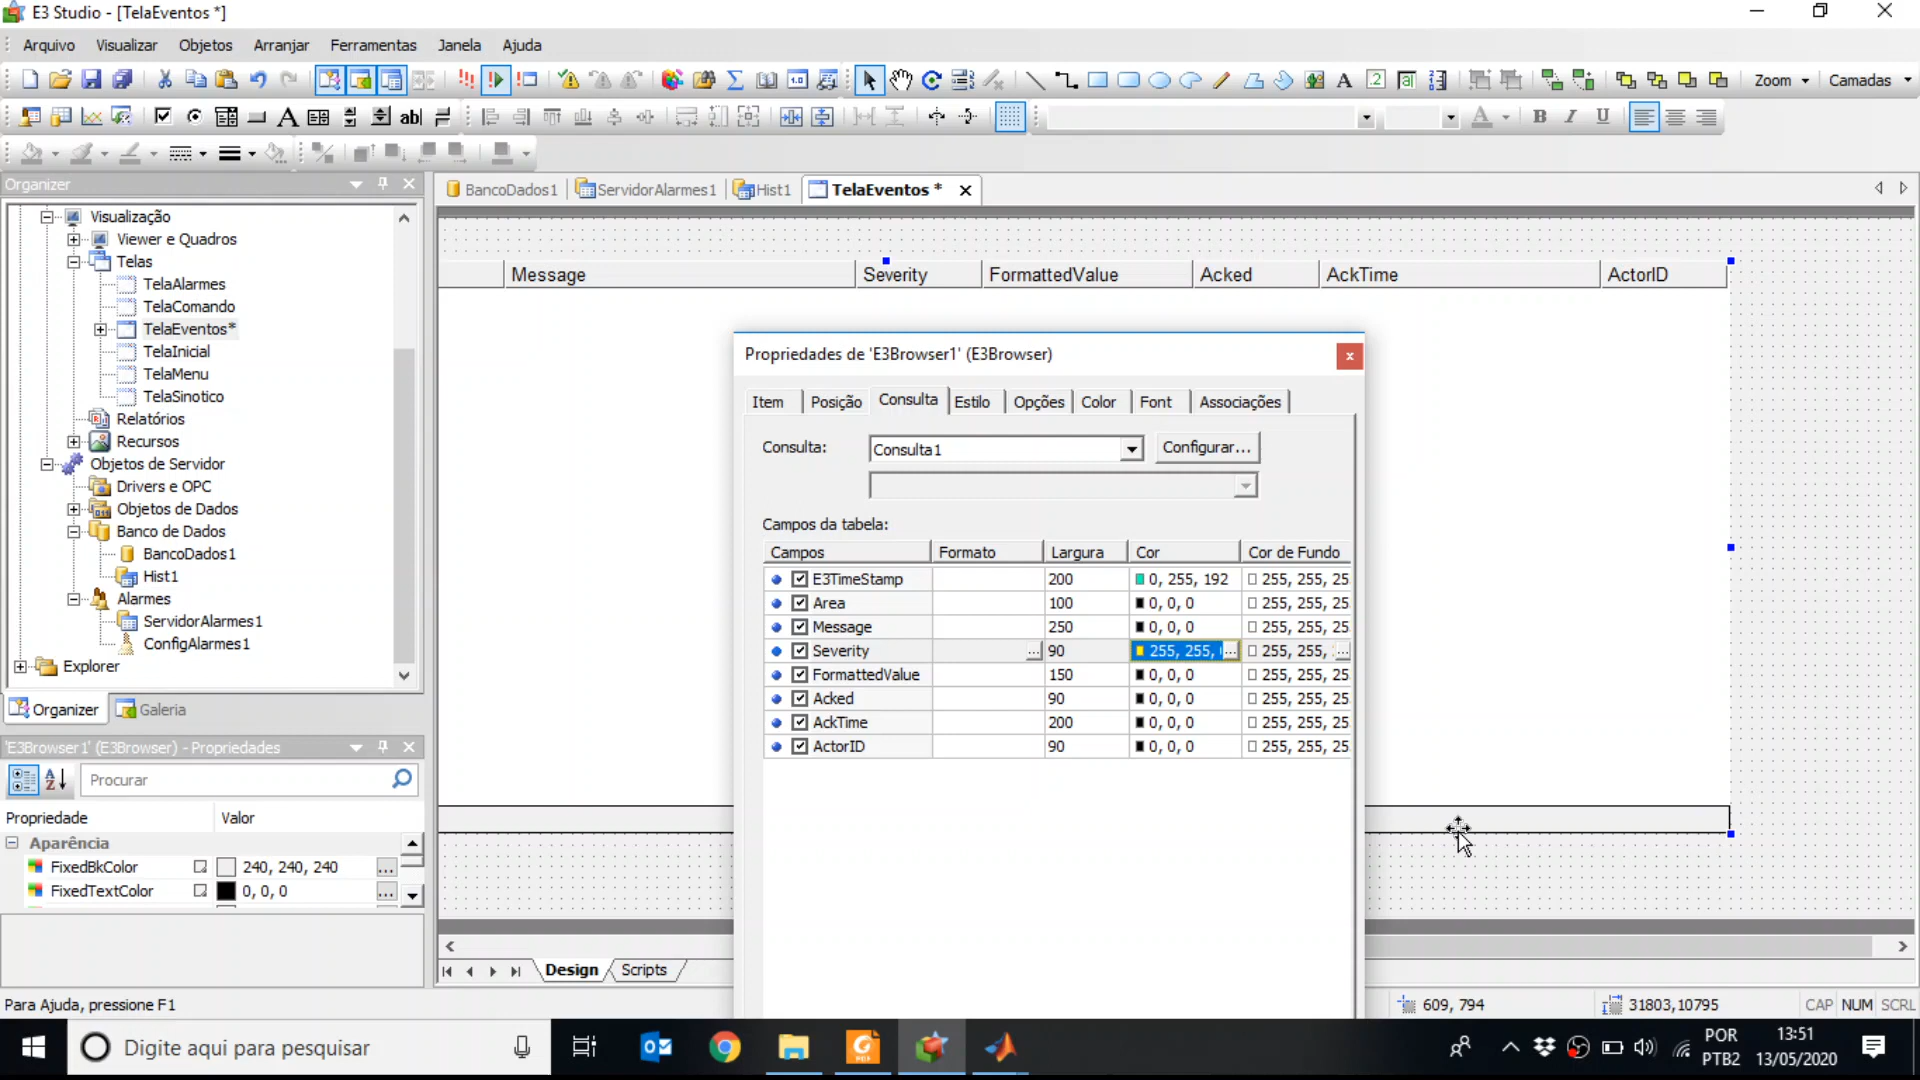 E3 Studio - [TelaEventos *]
Arquivo Visualizar Objetos Arranjar Ferramentas Janela Ajuda
Zoom Camadas
Organizer
BancoDados1 ServidorAlarmes1 Hist1 TelaEventos *
Visualização
Viewer e Quadros
Telas
TelaAlarmes
TelaComando
TelaEventos*
TelaInicial
TelaMenu
TelaSinotico
Relatórios
Recursos
Objetos de Servidor
Drivers e OPC
Objetos de Dados
Banco de Dados
BancoDados1
Hist1
Alarmes
ServidorAlarmes1
ConfigAlarmes1
Explorer
Organizer Galeria
'E3Browser1' (E3Browser) - Propriedades
Procurar
Propriedade Valor
Aparência
FixedBkColor 240, 240, 240 ...
FixedTextColor 0, 0, 0 ...
Message Severity FormattedValue Acked AckTime ActorID
Propriedades de 'E3Browser1' (E3Browser)
Item Posição Consulta Estilo Opções Color Font Associações
Consulta: Consulta1 Configurar...
Campos da tabela:
Campos Formato Largura Cor Cor de Fundo
E3TimeStamp 200 0, 255, 192 255, 255, 25
Area 100 0, 0, 0 255, 255, 25
Message 250 0, 0, 0 255, 255, 25
Severity ... 90 255, 255, ... 255, 255, ...
FormattedValue 150 0, 0, 0 255, 255, 25
Acked 90 0, 0, 0 255, 255, 25
AckTime 200 0, 0, 0 255, 255, 25
ActorID 90 0, 0, 0 255, 255, 25
Design Scripts
Para Ajuda, pressione F1
609, 794 31803,10795 CAP NUM SCRL
Digite aqui para pesquisar
POR
PTB2
13:51
13/05/2020